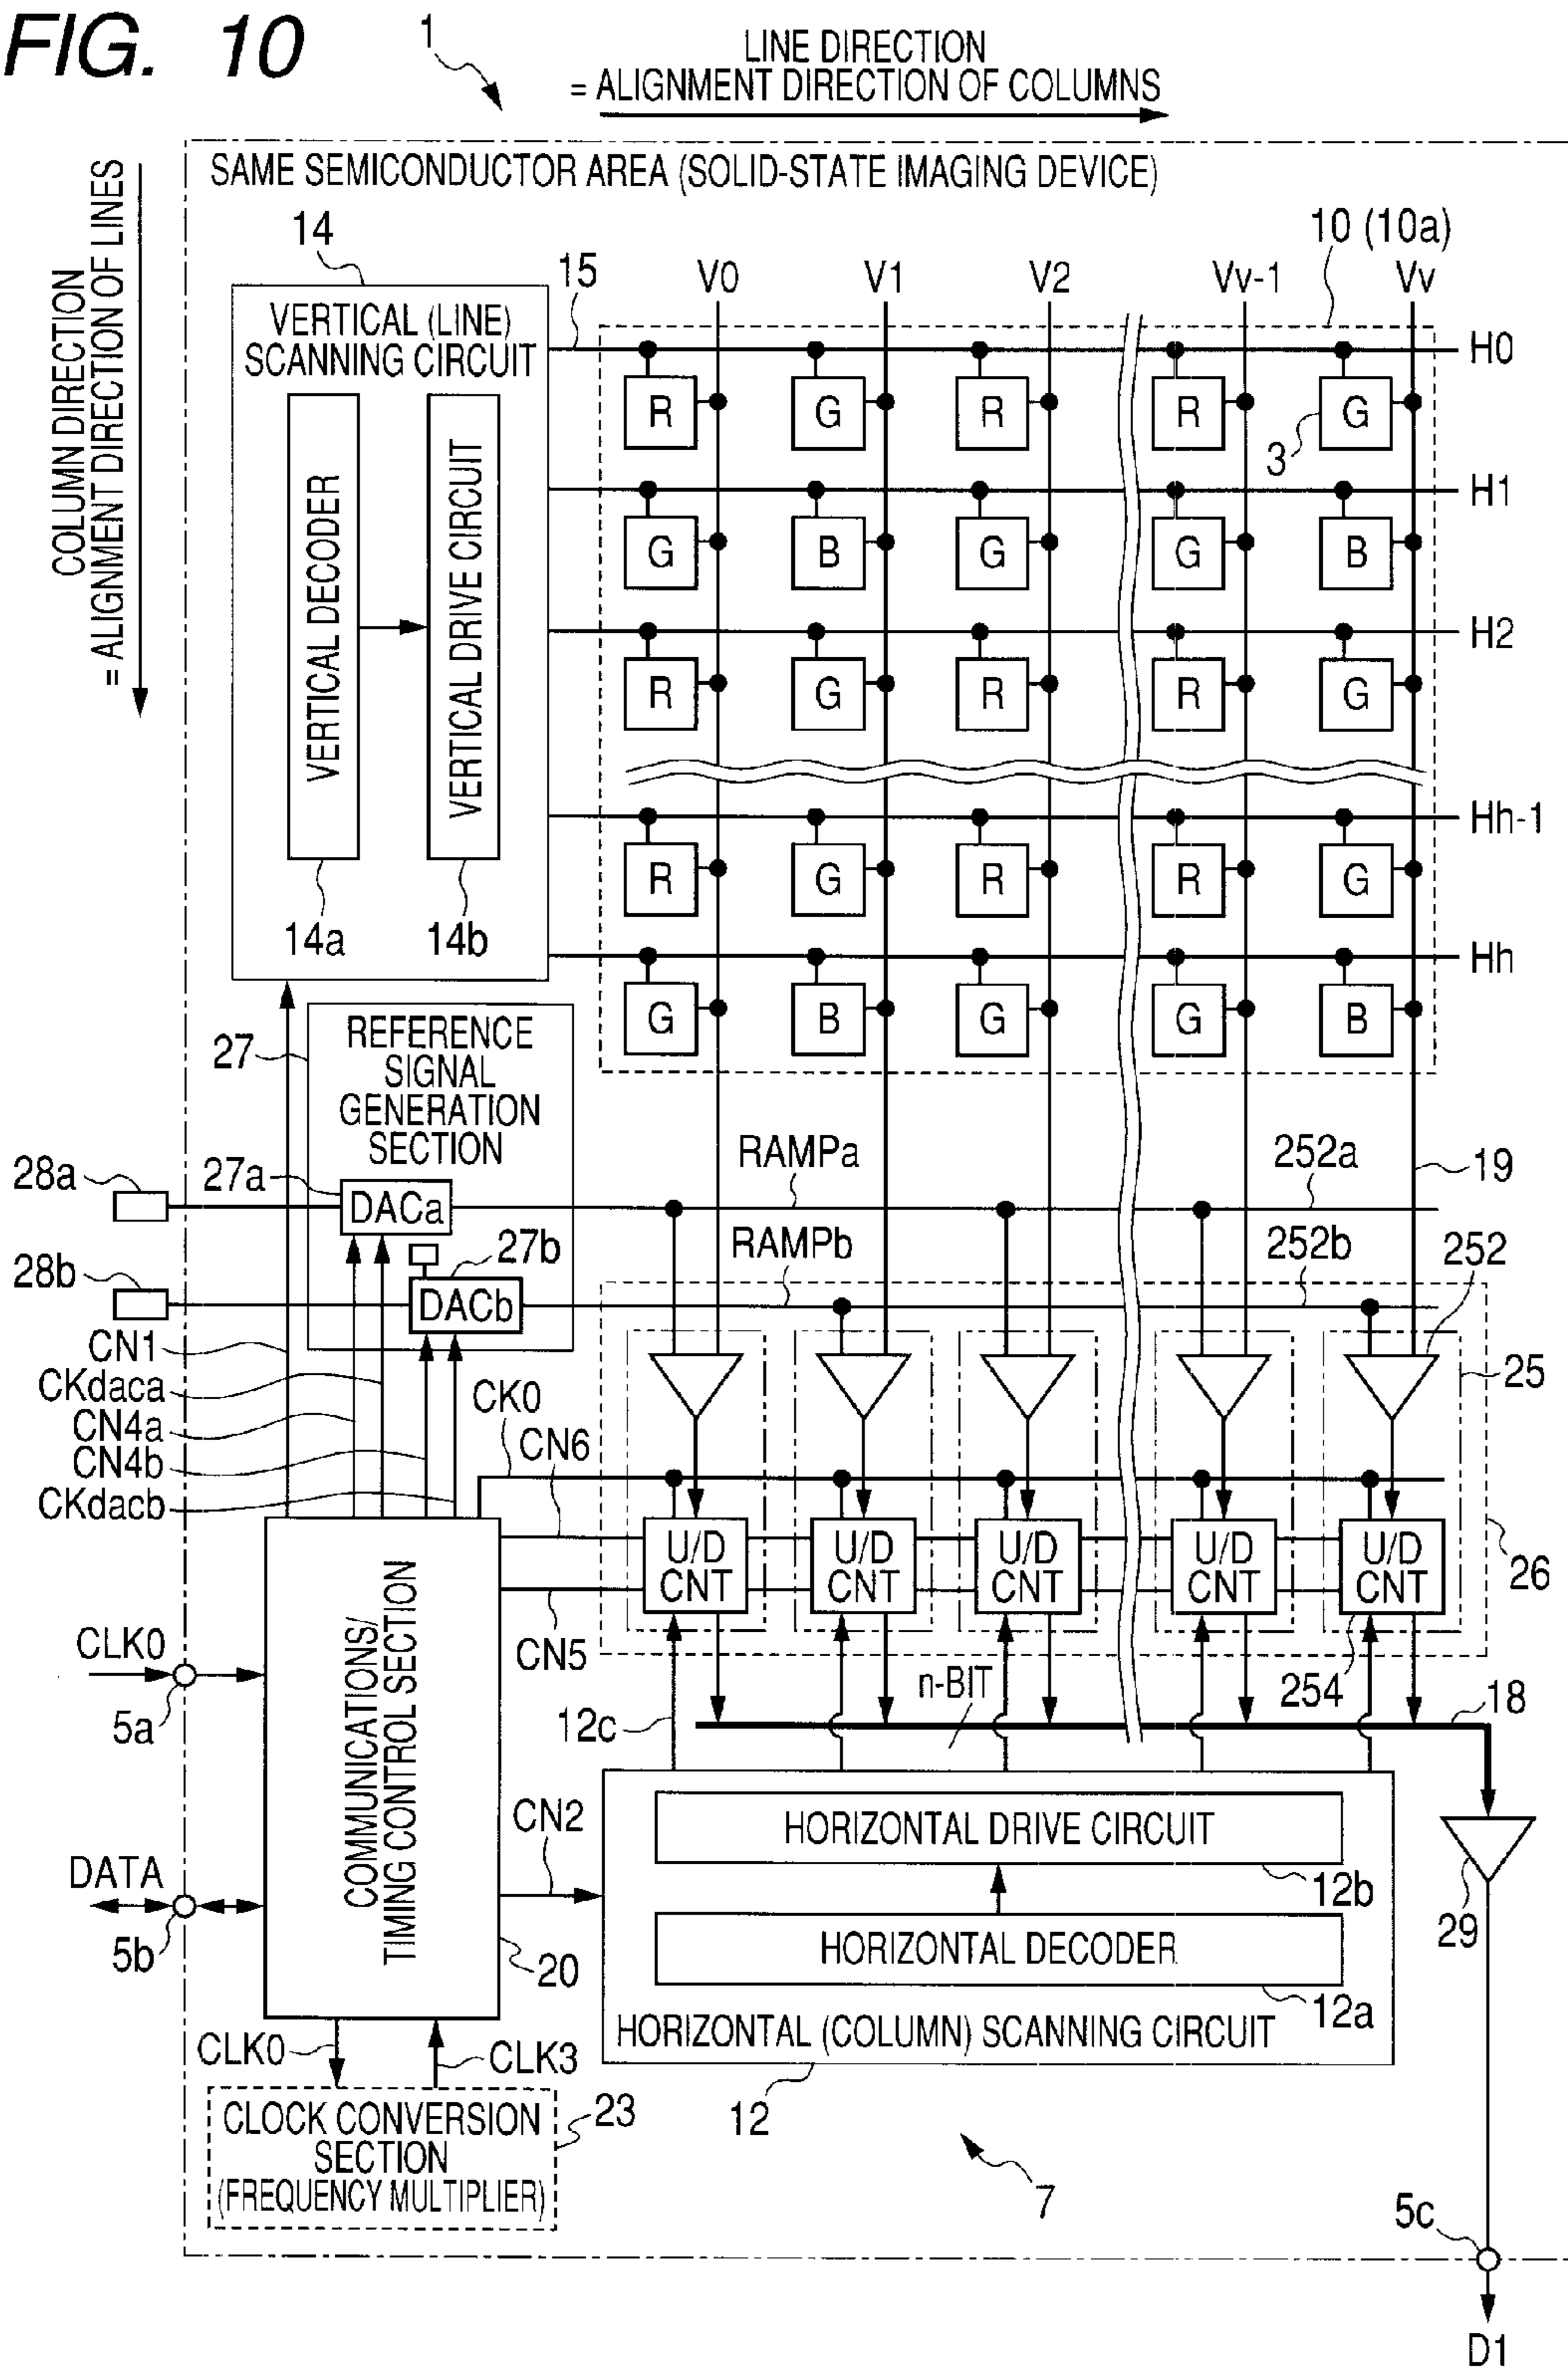 FIG. 10
1
LINE DIRECTION
= ALIGNMENT DIRECTION OF COLUMNS
COLUMN DIRECTION
= ALIGNMENT DIRECTION OF LINES
SAME SEMICONDUCTOR AREA (SOLID-STATE IMAGING DEVICE)
14
15
V0
V1
V2
Vv-1
Vv
10 (10a)
VERTICAL (LINE)
SCANNING CIRCUIT
VERTICAL DECODER
VERTICAL DRIVE CIRCUIT
14a
14b
H0
R G R R G
3
H1
G B G G B
H2
R G R R G
Hh-1
R G R R G
Hh
G B G G B
27
REFERENCE
SIGNAL
GENERATION
SECTION
28a
27a
DACa
RAMPa
252a
19
28b
27b
DACb
RAMPb
252b
252
CN1
CKdaca
CN4a
CN4b
CKdacb
CK0
CN6
25
26
U/D
CNT
U/D
CNT
U/D
CNT
U/D
CNT
U/D
CNT
CN5
254
CLK0
5a
COMMUNICATIONS/
TIMING CONTROL SECTION
12c
n-BIT
18
DATA
5b
20
CN2
HORIZONTAL DRIVE CIRCUIT
12b
HORIZONTAL DECODER
12a
HORIZONTAL (COLUMN) SCANNING CIRCUIT
12
29
CLK0
CLK3
CLOCK CONVERSION
SECTION
(FREQUENCY MULTIPLIER)
23
7
5c
D1